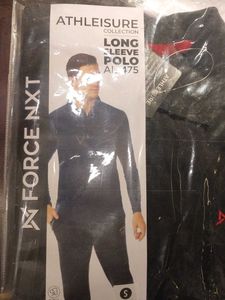 ATHLEISURE
COLLECTION
LONG
SLEEVE
POLO
FORCE NXT
S